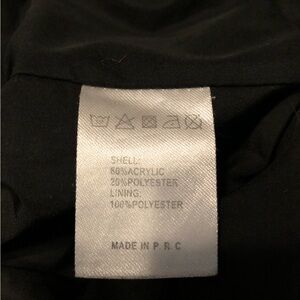 SHELL:
80%ACRYLIC
20%POLYESTER
LINING:
100%POLYESTER
MADE IN P. R. C